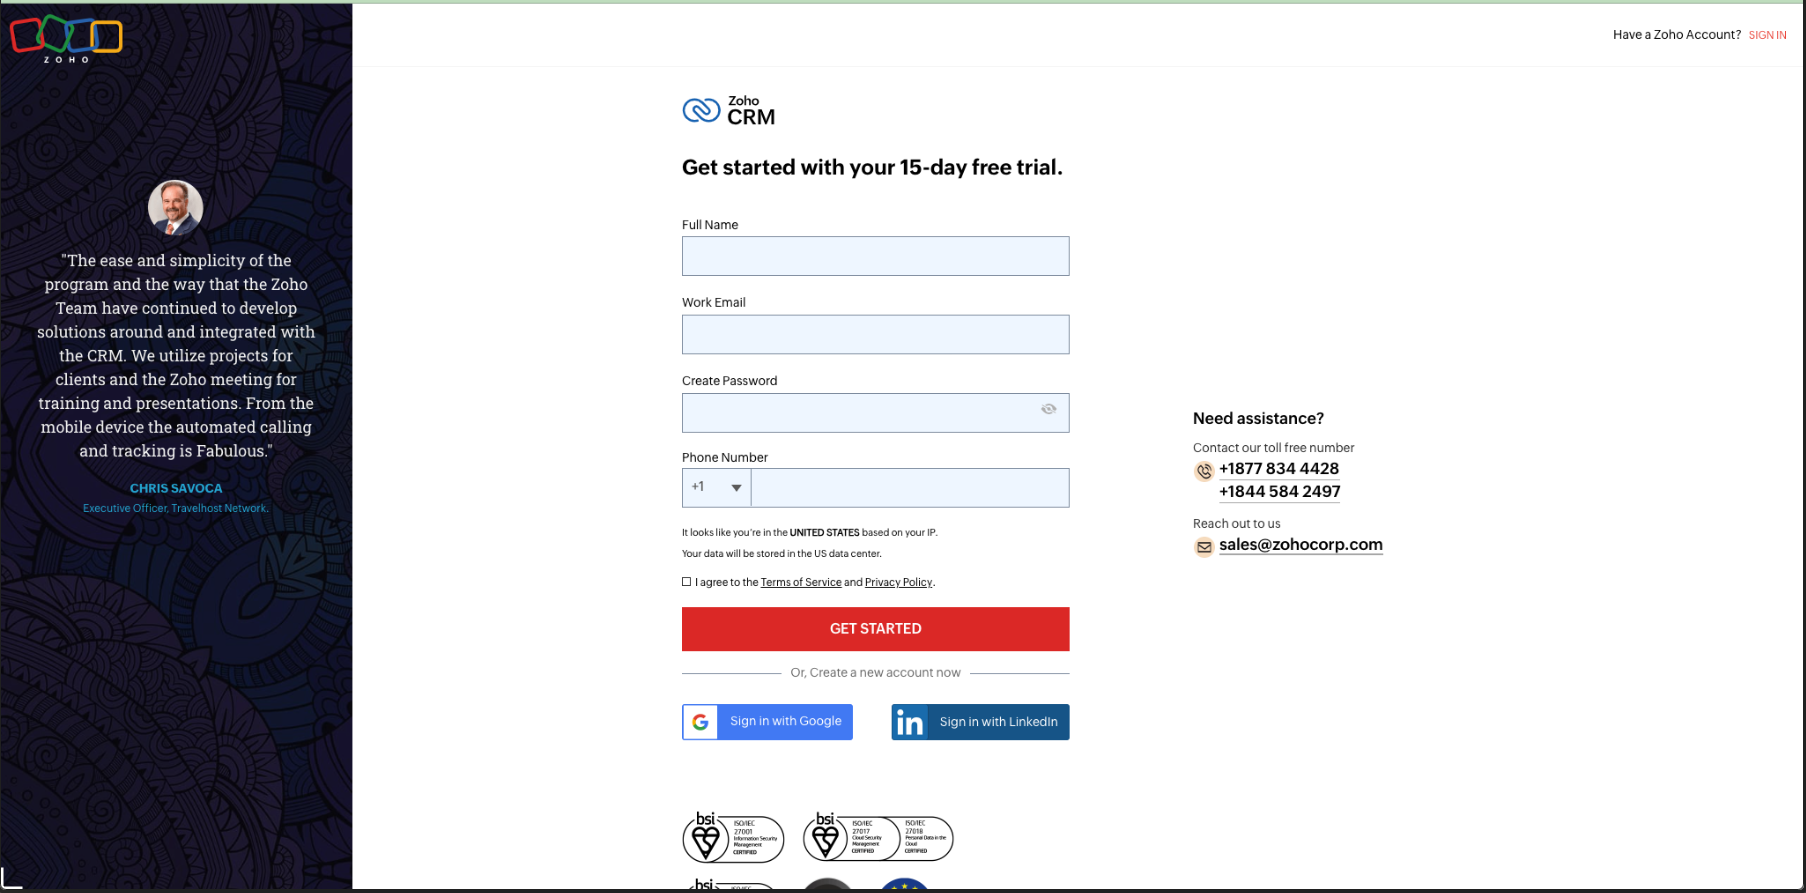 ZOHO
Have a Zoho Account? SIGN IN
"The ease and simplicity of the
program and the way that the Zoho
Team have continued to develop
solutions around and integrated with
the CRM. We utilize projects for
clients and the Zoho meeting for
training and presentations. From the
mobile device the automated calling
and tracking is Fabulous."
CHRIS SAVOCA
Executive Officer, Travelhost Network.
Zoho
CRM
Get started with your 15-day free trial.
Full Name
Work Email
Create Password
Phone Number
+1
It looks like you're in the UNITED STATES based on your IP.
Your data will be stored in the US data center.
I agree to the Terms of Service and Privacy Policy.
GET STARTED
Or, Create a new account now
G Sign in with Google
in Sign in with LinkedIn
Need assistance?
Contact our toll free number
+1877 834 4428
+1844 584 2497
Reach out to us
sales@zohocorp.com
bsi
ISO/IEC
27001
Information Security
Management
CERTIFIED
bsi
ISO/IEC
27017
Cloud Security
Management
CERTIFIED
ISO/IEC
27018
Personal Data in the
Cloud
CERTIFIED
bsi